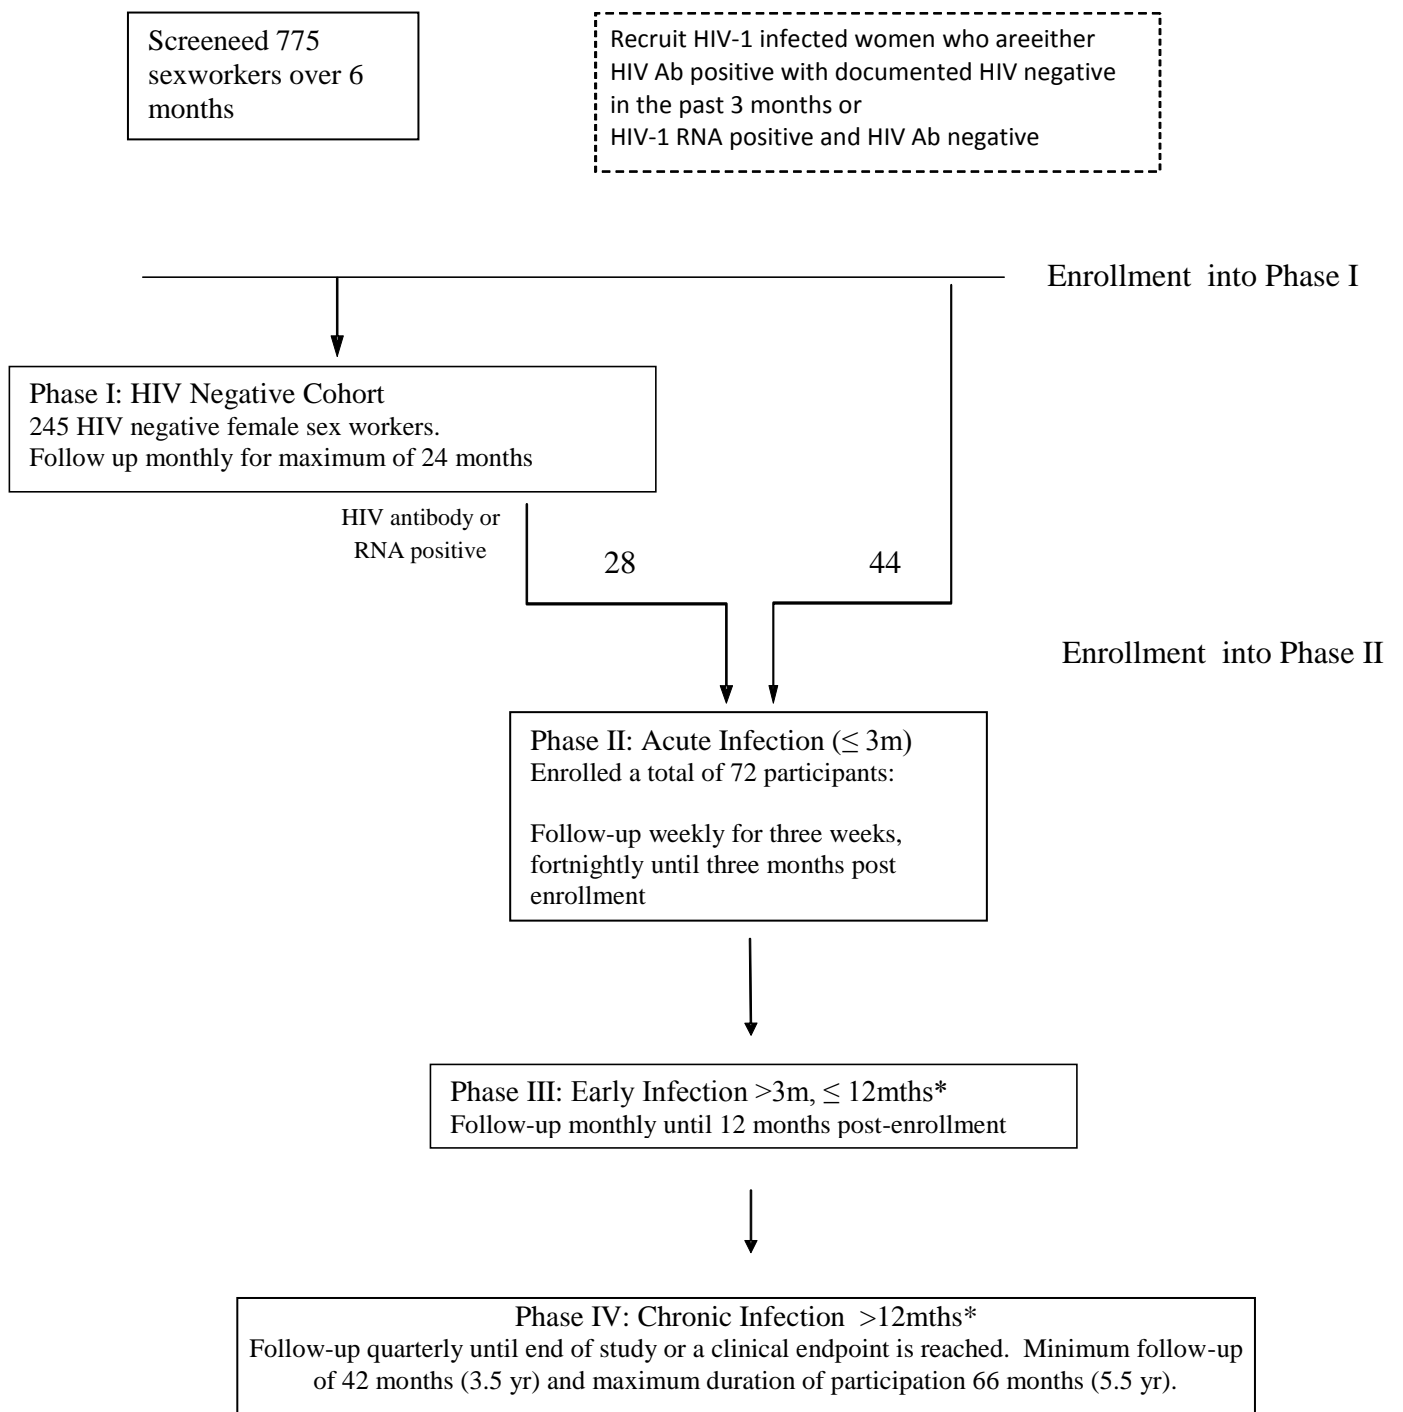 Screeneed 775
sexworkers over 6
months
Recruit HIV-1 infected women who areeither
HIV Ab positive with documented HIV negative
in the past 3 months or
HIV-1 RNA positive and HIV Ab negative
Enrollment into Phase I
Phase I: HIV Negative Cohort
245 HIV negative female sex workers.
Follow up monthly for maximum of 24 months
HIV antibody or
RNA positive
28
44
Enrollment into Phase II
Phase II: Acute Infection (≤ 3m)
Enrolled a total of 72 participants:
Follow-up weekly for three weeks,
fortnightly until three months post
enrollment
Phase III: Early Infection >3m, ≤ 12mths*
Follow-up monthly until 12 months post-enrollment
Phase IV: Chronic Infection >12mths*
Follow-up quarterly until end of study or a clinical endpoint is reached. Minimum follow-up
of 42 months (3.5 yr) and maximum duration of participation 66 months (5.5 yr).